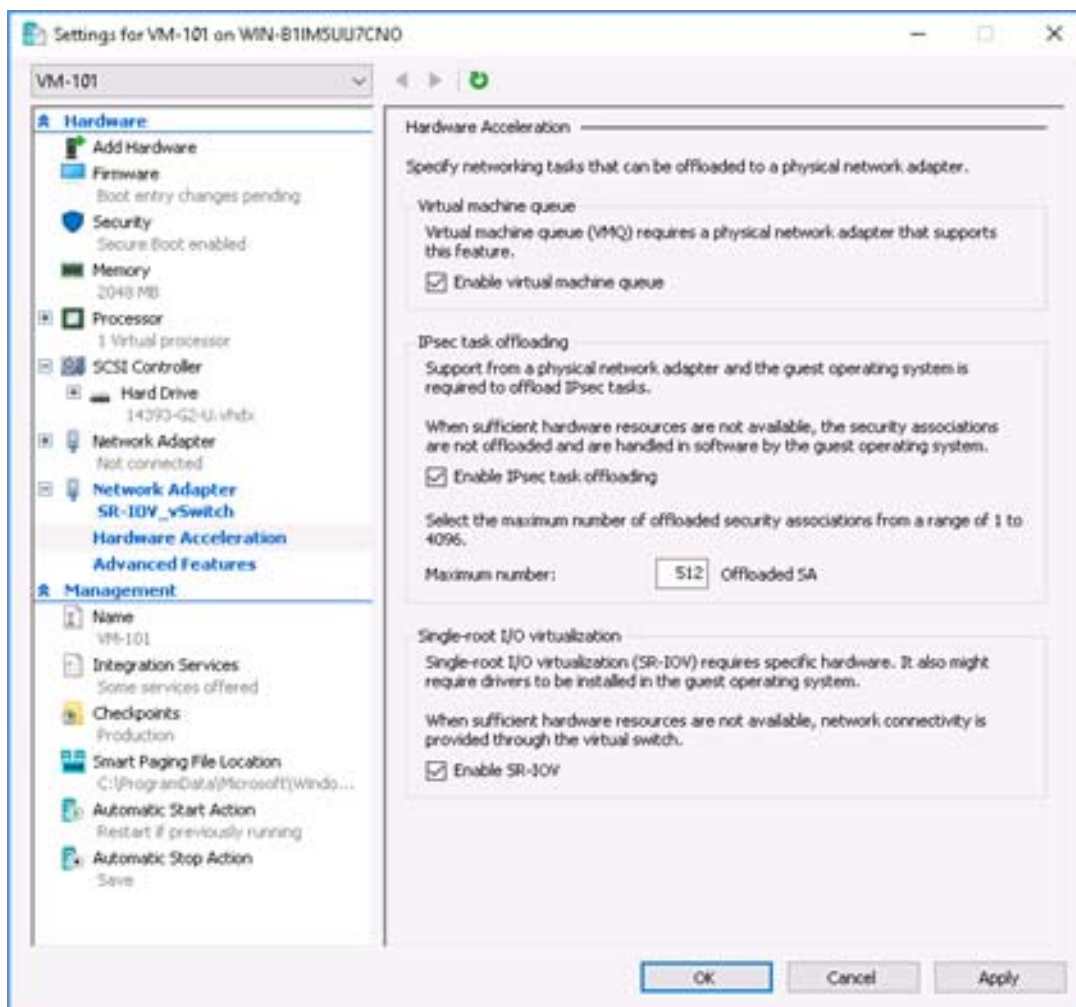 Settings for VM-101 on WIN-B1IM5UU7CNO
VM-101
Hardware
Add Hardware
Firmware
Boot entry changes pending
Security
Secure Boot enabled
Memory
2048 MB
Processor
1 Virtual processor
SCSI Controller
Hard Drive
14393-G2-U.vhdx
Network Adapter
Not connected
Network Adapter
SR-IOV_vSwitch
Hardware Acceleration
Advanced Features
Management
Name
VM-101
Integration Services
Some services offered
Checkpoints
Production
Smart Paging File Location
C:\ProgramData\Microsoft\Windo...
Automatic Start Action
Restart if previously running
Automatic Stop Action
Save
Hardware Acceleration
Specify networking tasks that can be offloaded to a physical network adapter.
Virtual machine queue
Virtual machine queue (VMQ) requires a physical network adapter that supports
this feature.
Enable virtual machine queue
IPsec task offloading
Support from a physical network adapter and the guest operating system is
required to offload IPsec tasks.
When sufficient hardware resources are not available, the security associations
are not offloaded and are handled in software by the guest operating system.
Enable IPsec task offloading
Select the maximum number of offloaded security associations from a range of 1 to
4096.
Maximum number: 512 Offloaded SA
Single-root I/O virtualization
Single-root I/O virtualization (SR-IOV) requires specific hardware. It also might
require drivers to be installed in the guest operating system.
When sufficient hardware resources are not available, network connectivity is
provided through the virtual switch.
Enable SR-IOV
OK Cancel Apply